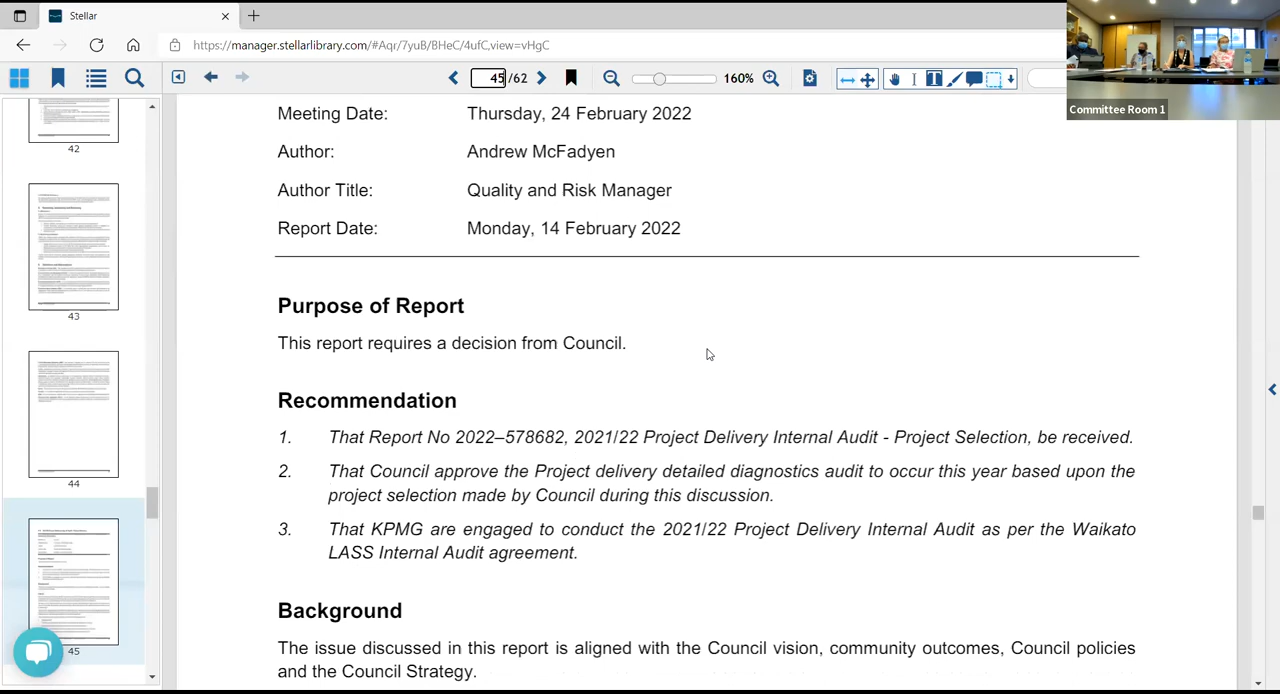 Stellar
https://manager.stellarlibrary.com/#Aqr/7yuB/BHeC/4ufC,view=vHgC
45 /62
160%
Committee Room 1
42
43
44
45
Meeting Date: Thursday, 24 February 2022
Author: Andrew McFadyen
Author Title: Quality and Risk Manager
Report Date: Monday, 14 February 2022
Purpose of Report
This report requires a decision from Council.
Recommendation
1. That Report No 2022–578682, 2021/22 Project Delivery Internal Audit - Project Selection, be received.
2. That Council approve the Project delivery detailed diagnostics audit to occur this year based upon the
project selection made by Council during this discussion.
3. That KPMG are engaged to conduct the 2021/22 Project Delivery Internal Audit as per the Waikato
LASS Internal Audit agreement.
Background
The issue discussed in this report is aligned with the Council vision, community outcomes, Council policies
and the Council Strategy.